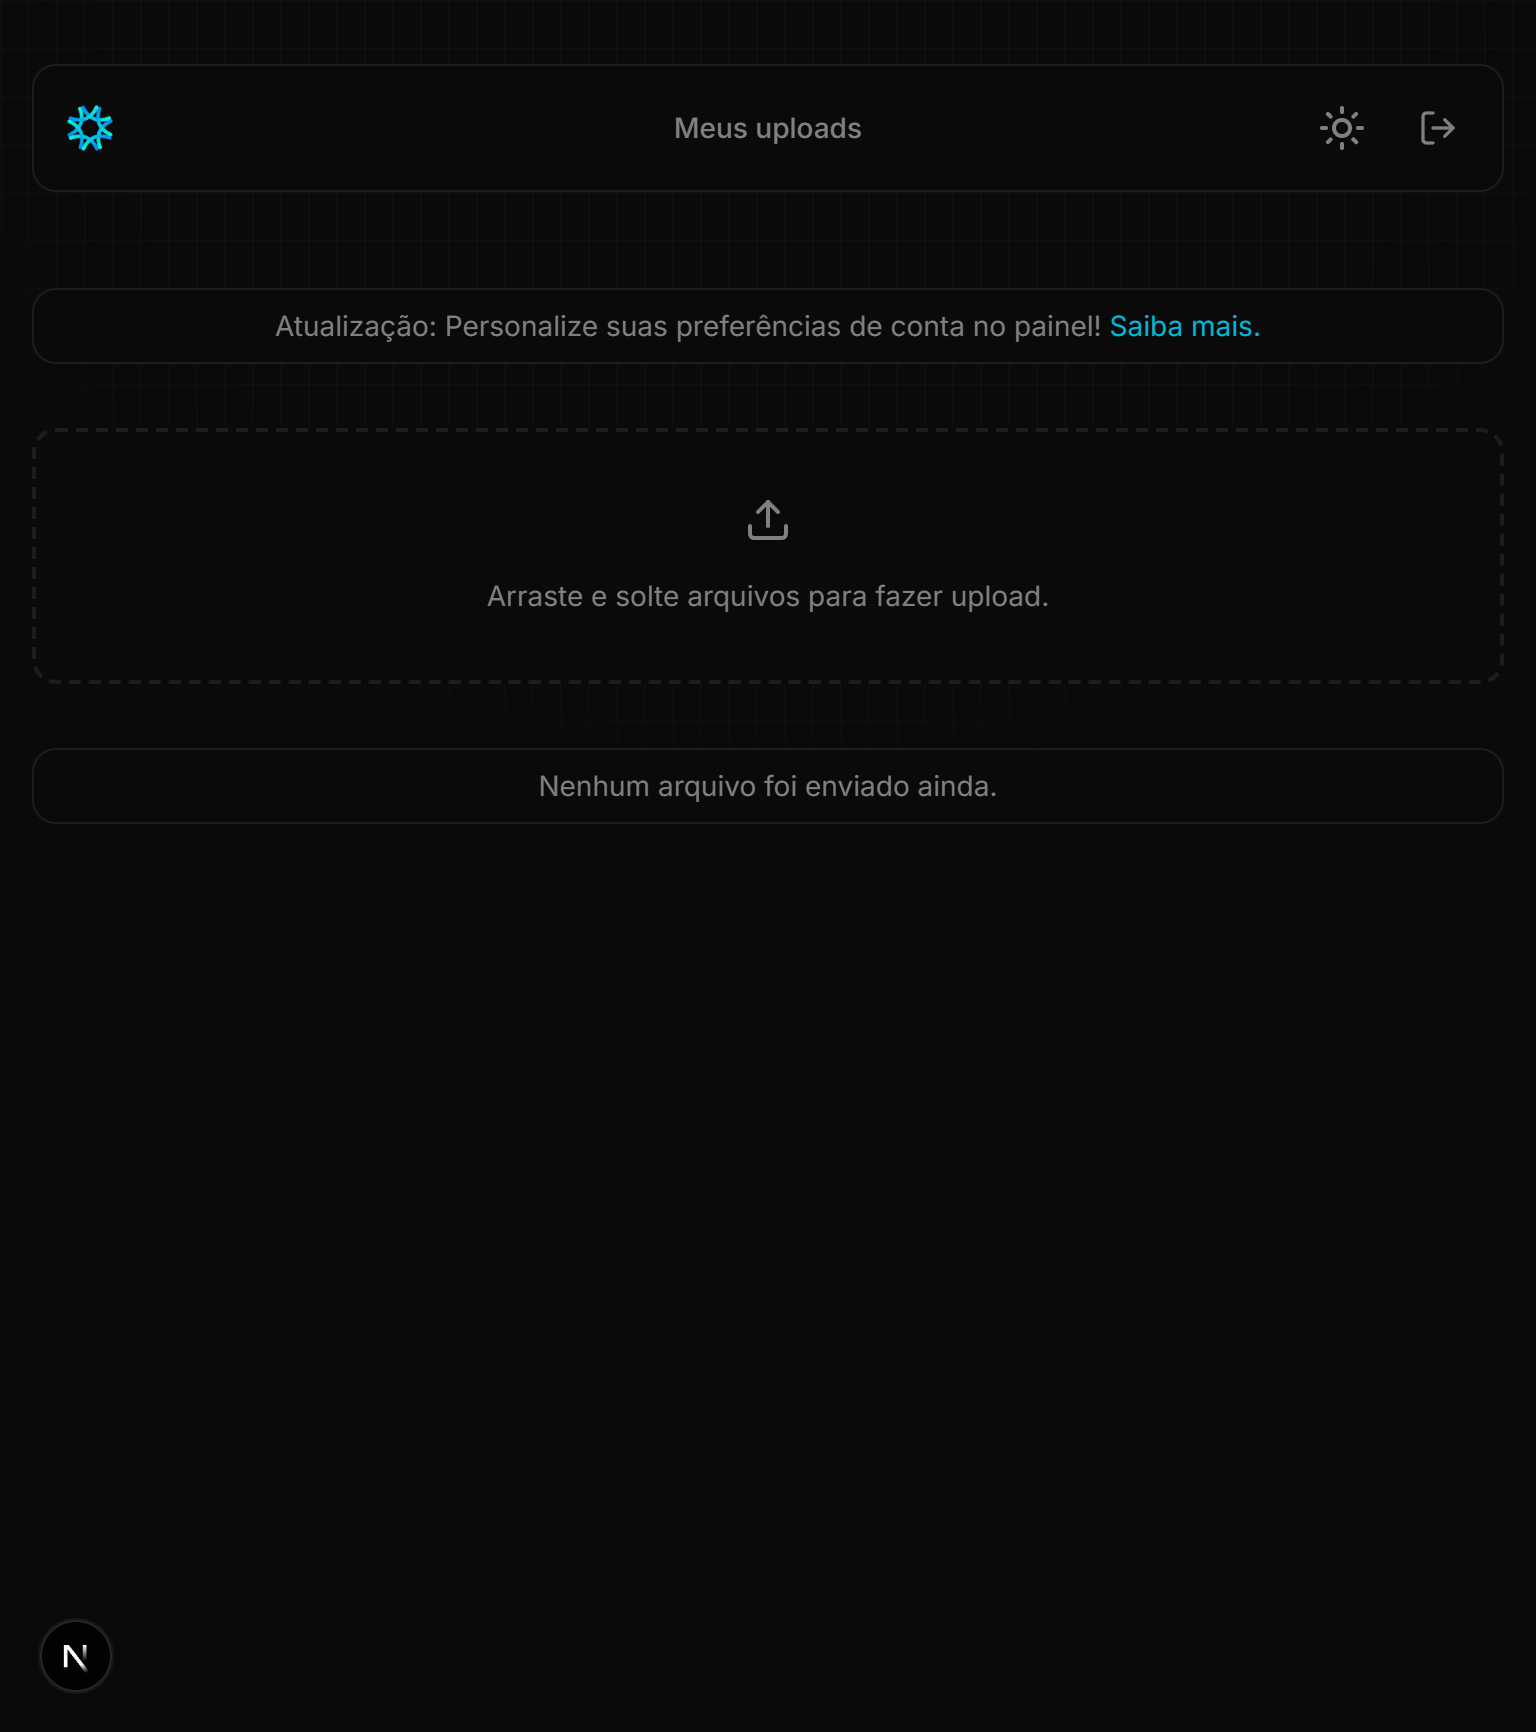 Meus uploads
Atualização: Personalize suas preferências de conta no painel! Saiba mais.
Arraste e solte arquivos para fazer upload.
Nenhum arquivo foi enviado ainda.
N